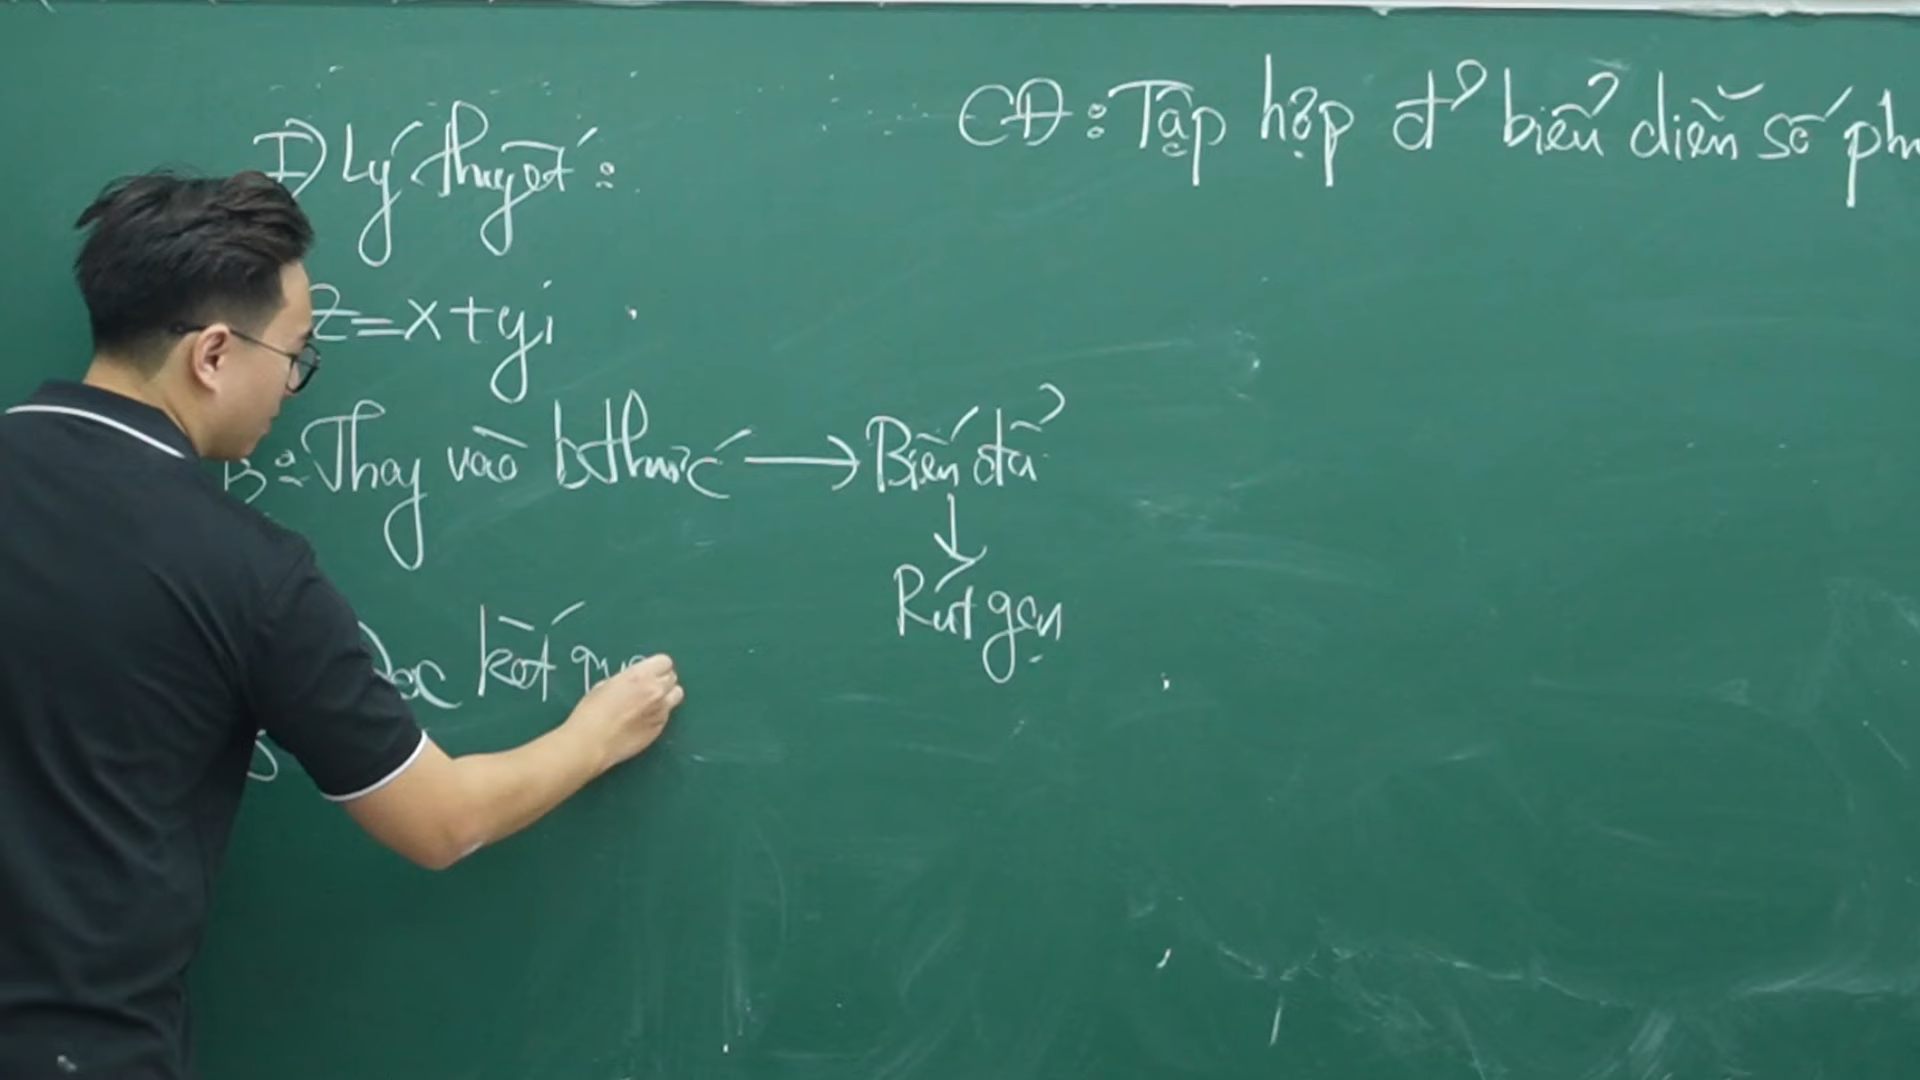 CĐ: Tập hợp đ' biểu diễn số ph
I) Lý thuyết:
z=x+yi
B: Thay vào bthức → Biến đổi
↓
Rút gọn
Đọc kết qu